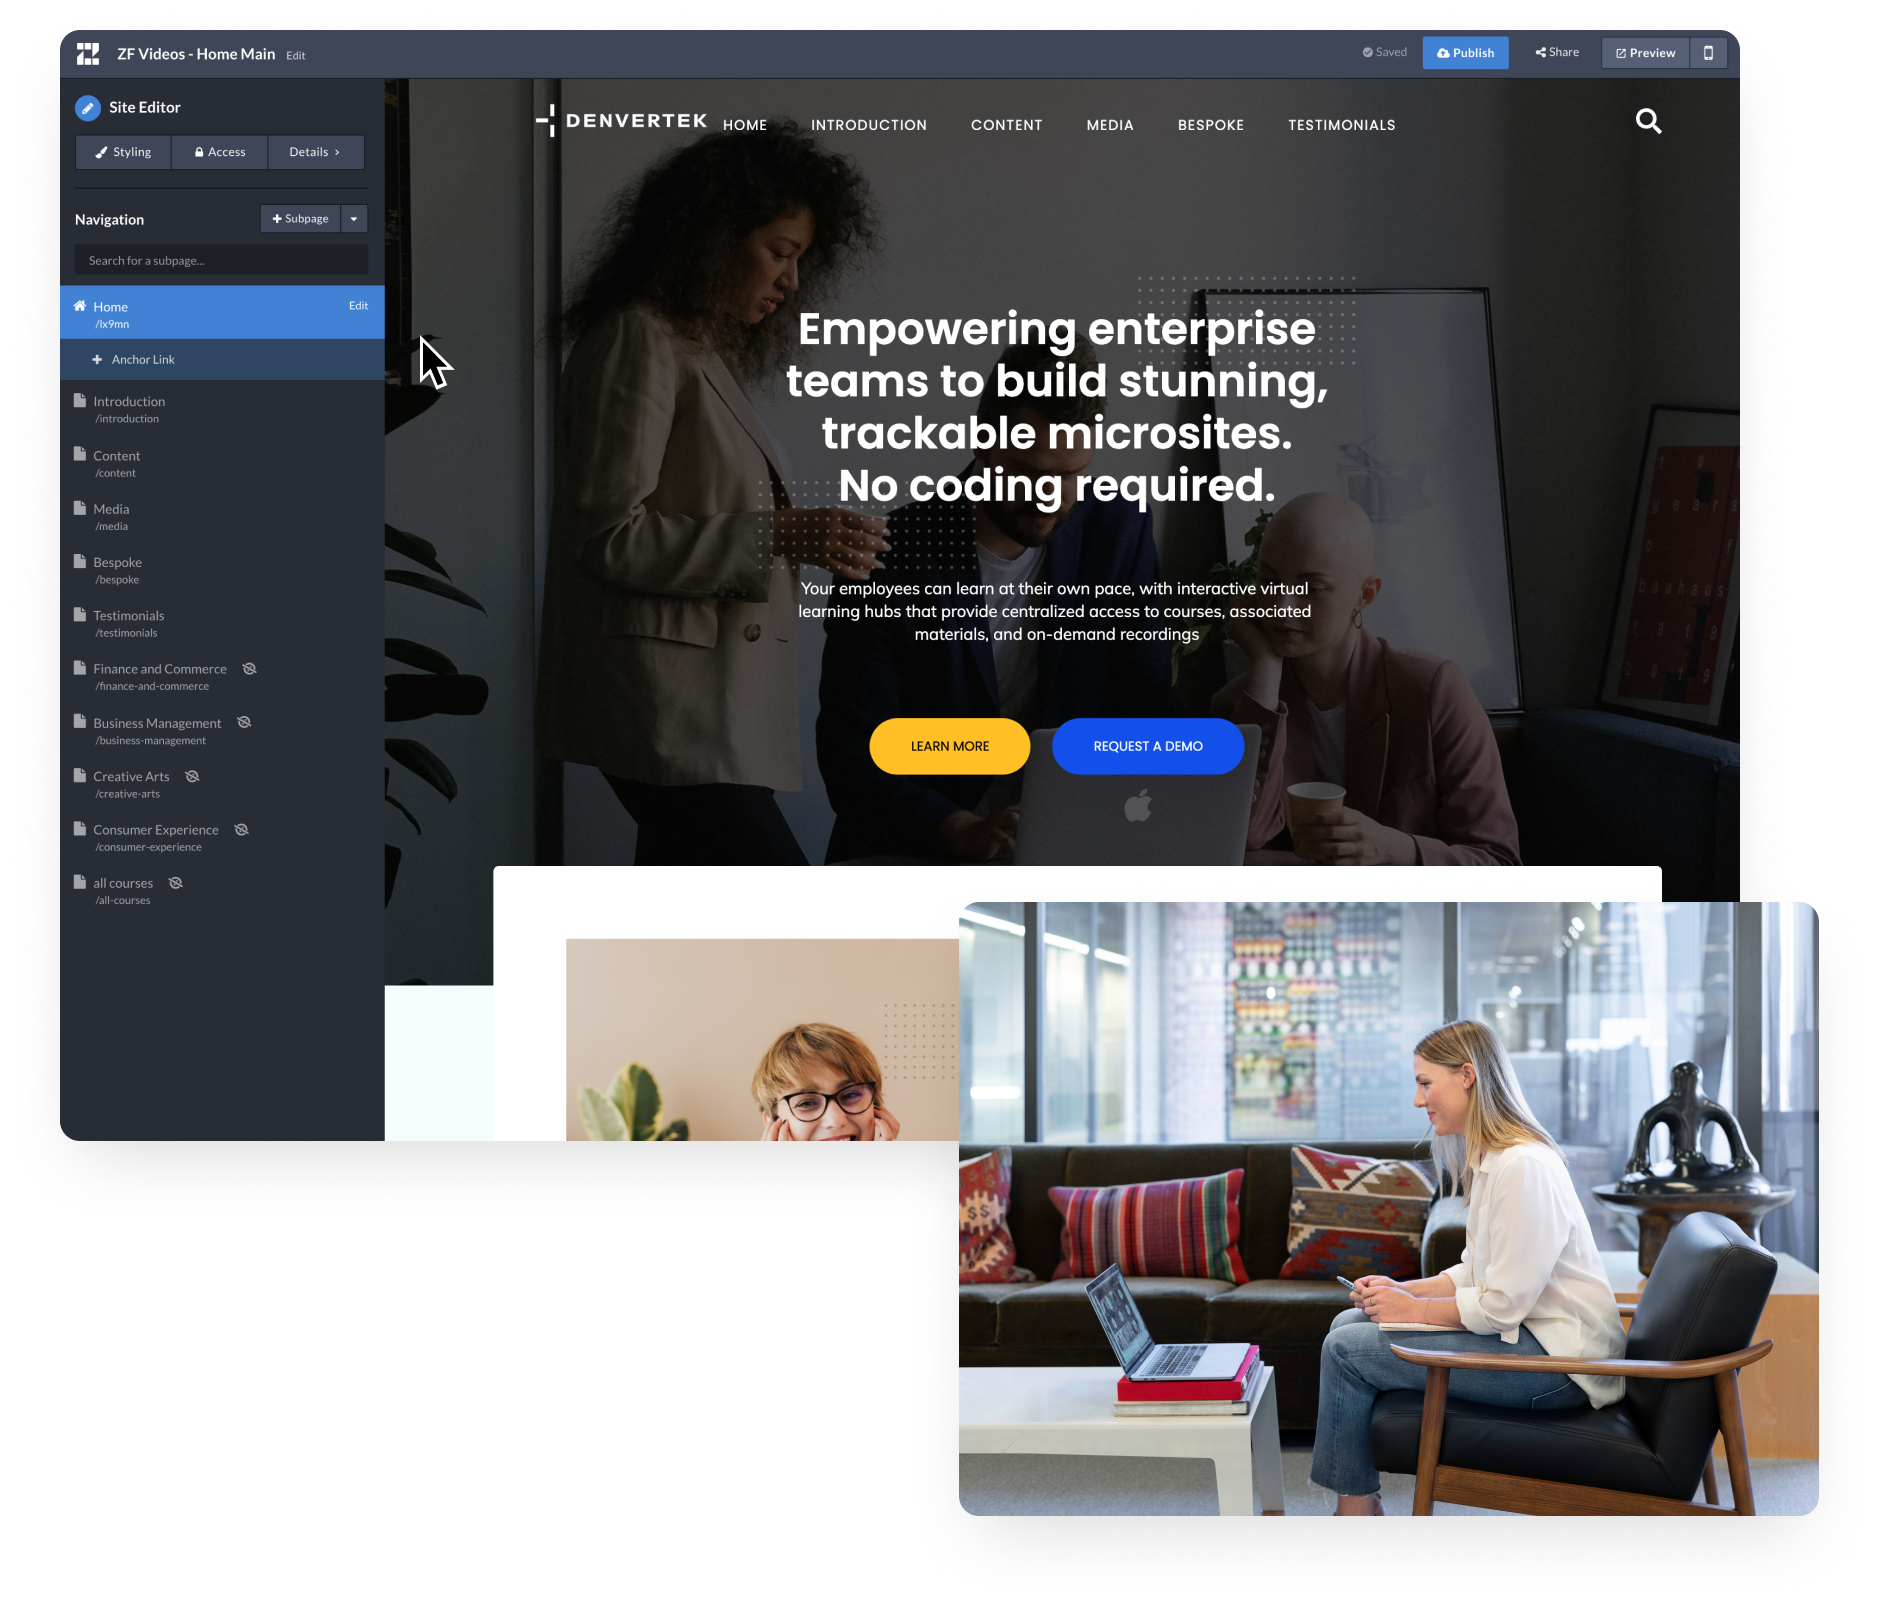 ZF Videos - Home Main Edit
Saved
Publish
Share
Preview
Site Editor
Styling
Access
Details
Navigation
Subpage
Search for a subpage...
Home
Edit
/lx9mn
Anchor Link
Introduction
/introduction
Content
/content
Media
/media
Bespoke
/bespoke
Testimonials
/testimonials
Finance and Commerce
/finance-and-commerce
Business Management
/business-management
Creative Arts
/creative-arts
Consumer Experience
/consumer-experience
all courses
/all-courses
DENVERTEK
HOME
INTRODUCTION
CONTENT
MEDIA
BESPOKE
TESTIMONIALS
Empowering enterprise
teams to build stunning,
trackable microsites.
No coding required.
Your employees can learn at their own pace, with interactive virtual
learning hubs that provide centralized access to courses, associated
materials, and on-demand recordings
LEARN MORE
REQUEST A DEMO
years
bauhaus
1919
2019